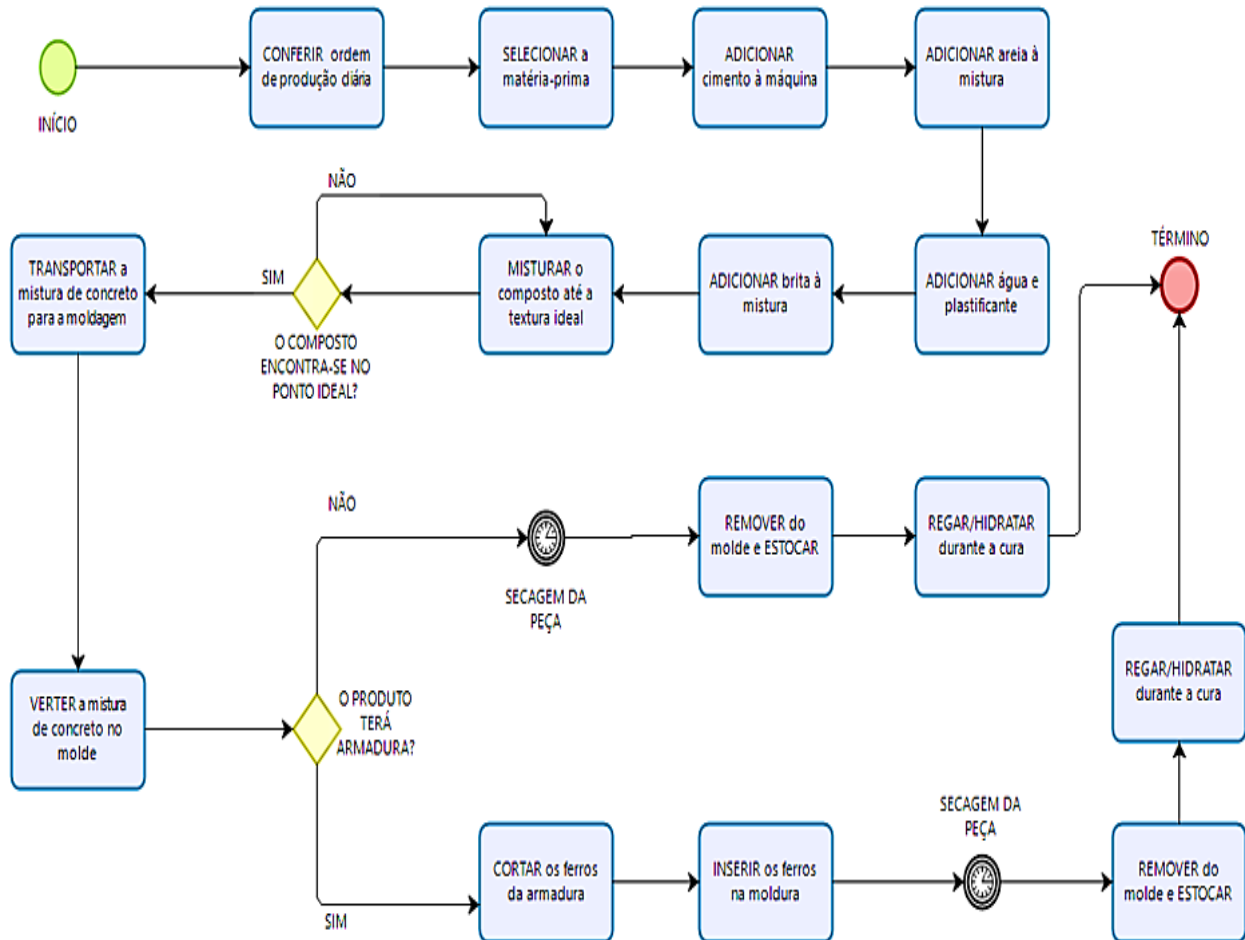 INÍCIO
CONFERIR ordem
de produção diária
SELECIONAR a
matéria-prima
ADICIONAR
cimento à máquina
ADICIONAR areia à
mistura
ADICIONAR água e
plastificante
ADICIONAR brita à
mistura
MISTURAR o
composto até a
textura ideal
NÃO
SIM
O COMPOSTO
ENCONTRA-SE NO
PONTO IDEAL?
TRANSPORTAR a
mistura de concreto
para a moldagem
VERTER a mistura
de concreto no
molde
O PRODUTO
TERÁ
ARMADURA?
NÃO
SECAGEM DA
PEÇA
REMOVER do
molde e ESTOCAR
REGAR/HIDRATAR
durante a cura
TÉRMINO
SIM
CORTAR os ferros
da armadura
INSERIR os ferros
na moldura
SECAGEM DA
PEÇA
REMOVER do
molde e ESTOCAR
REGAR/HIDRATAR
durante a cura